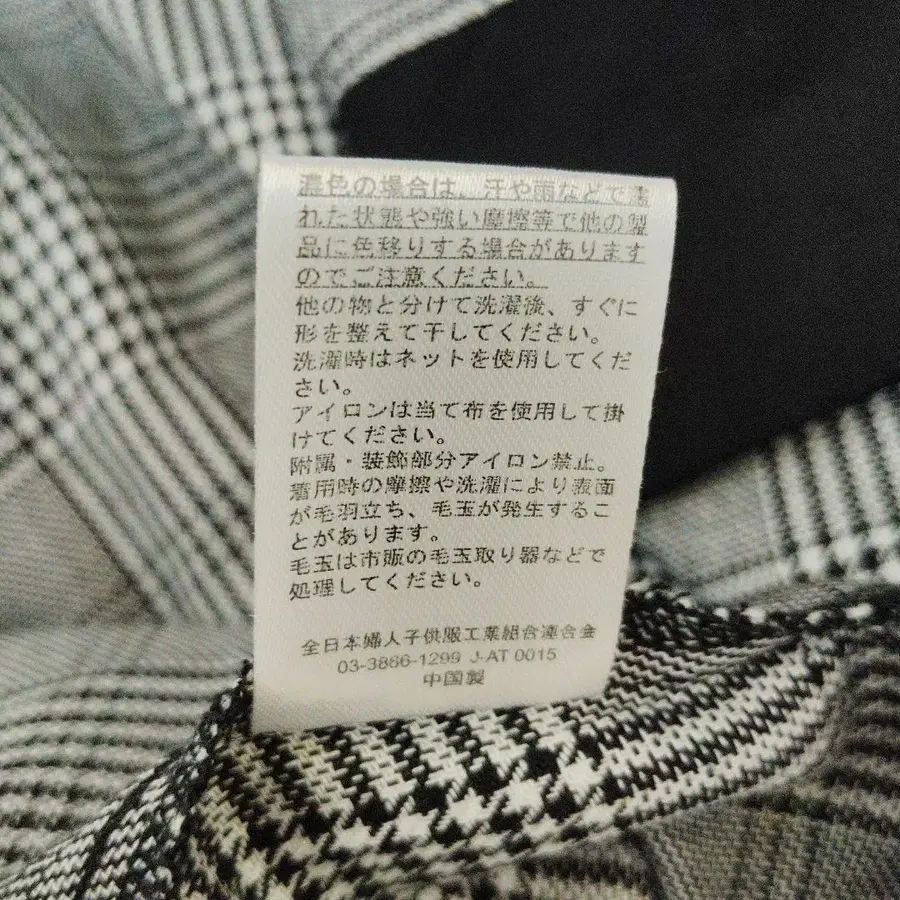 濃色の場合は、汗や雨などで濡
れた状態や強い摩擦等で他の製
品に色移りする場合があります
のでご注意ください。
他の物と分けて洗濯後、すぐに
形を整えて干してください。
洗濯時はネットを使用してくだ
さい。
アイロンは当て布を使用して掛
けてください。
附属・装飾部分アイロン禁止。
着用時の摩擦や洗濯により表面
が毛羽立ち、毛玉が発生するこ
とがあります。
毛玉は市販の毛玉取り器などで
処理してください。
全日本婦人子供服工業組合連合会
03-3866-1299 J-AT 0015
中国製